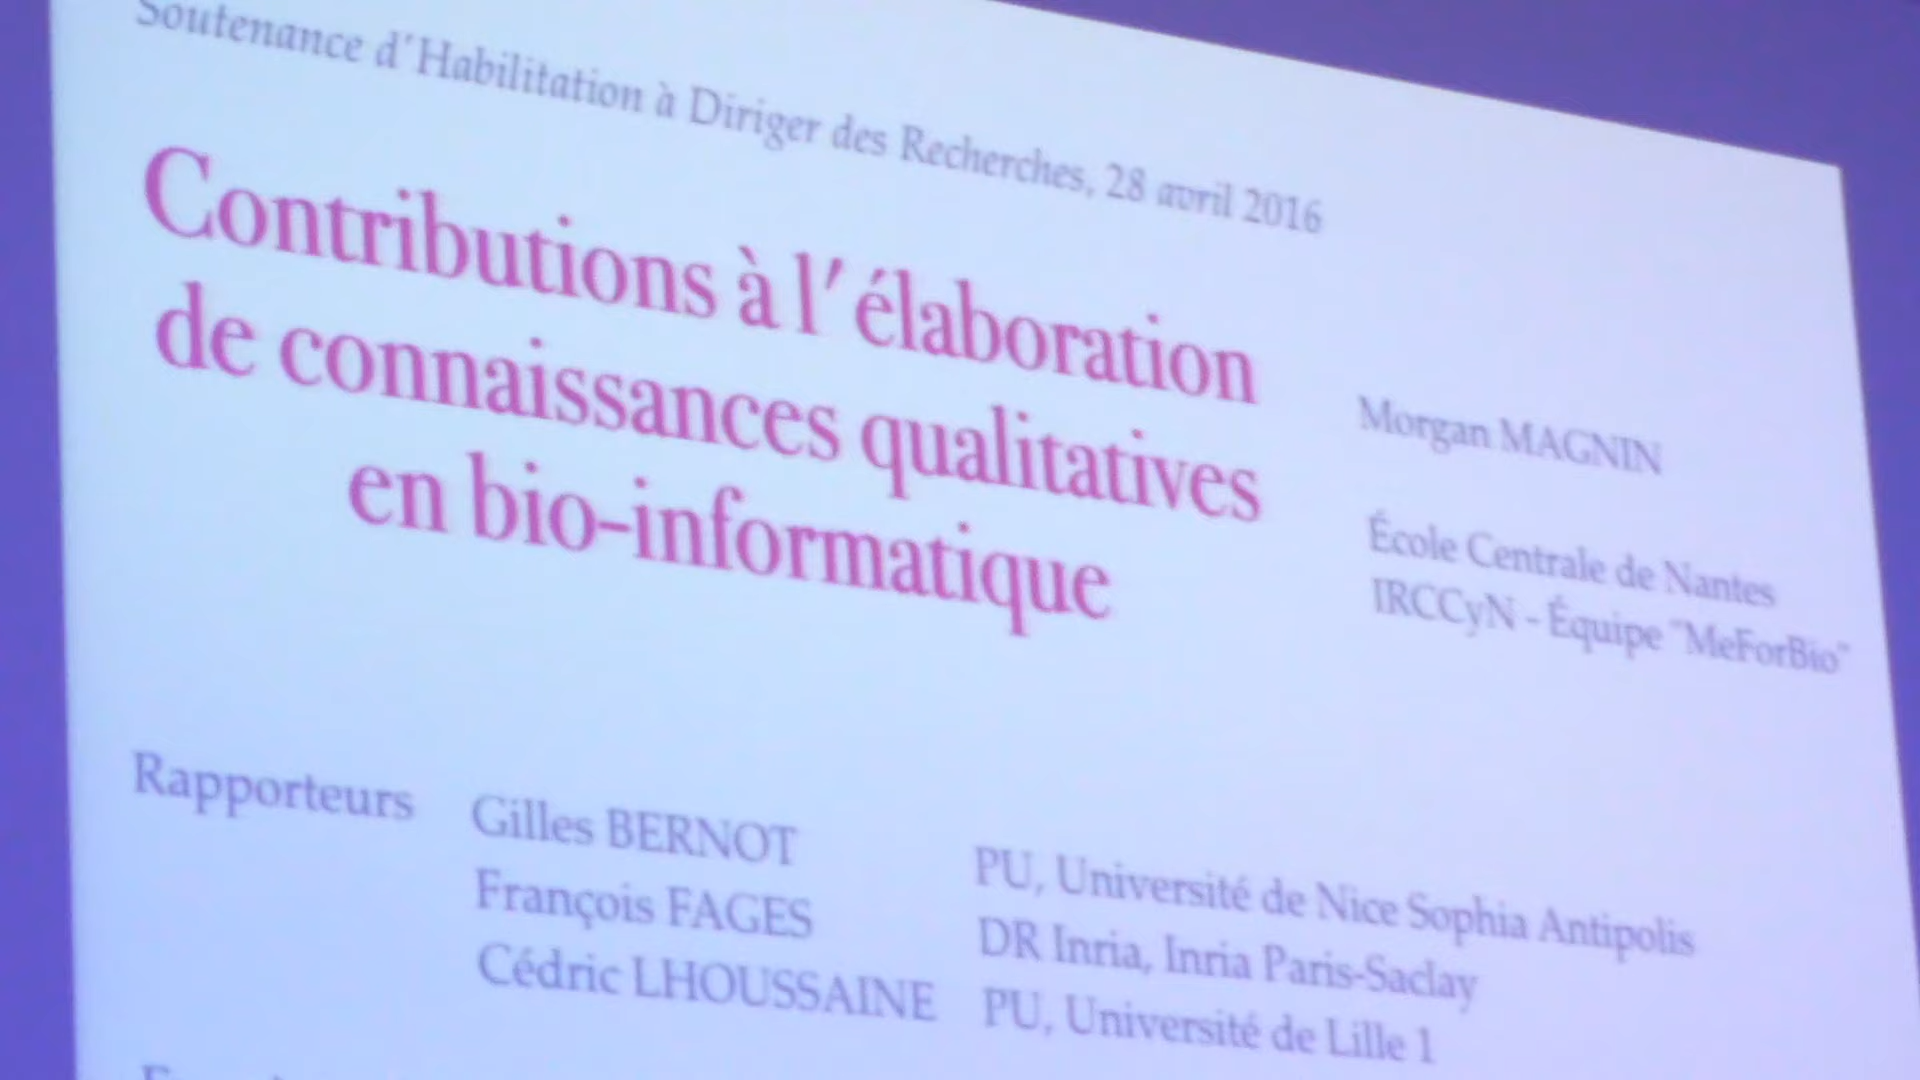 Soutenance d'Habilitation à Diriger des Recherches, 28 avril 2016
Contributions à l'élaboration
de connaissances qualitatives
en bio-informatique
Morgan MAGNIN
École Centrale de Nantes
IRCCyN - Équipe "MeForBio"
Rapporteurs
Gilles BERNOT PU, Université de Nice Sophia Antipolis
François FAGES DR Inria, Inria Paris-Saclay
Cédric LHOUSSAINE PU, Université de Lille 1